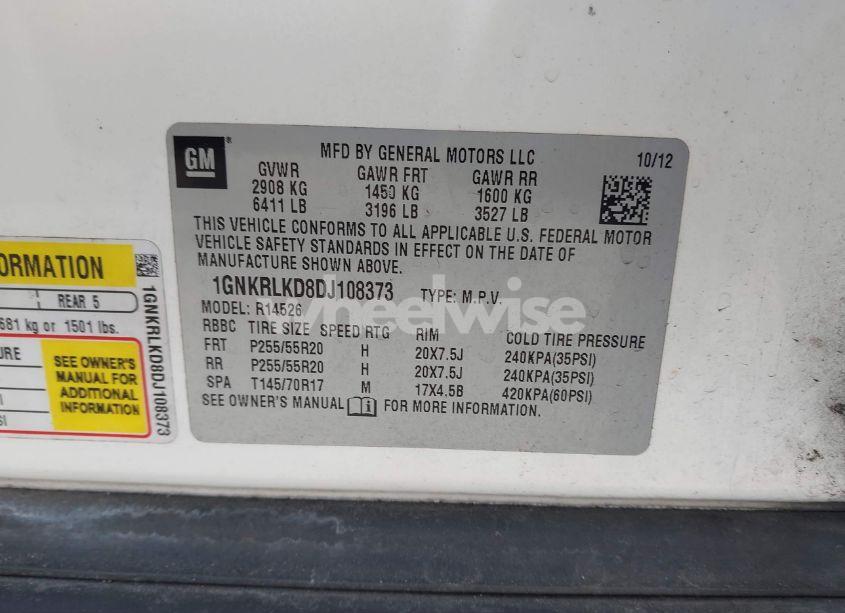 GM
MFD BY GENERAL MOTORS LLC 10/12
GVWR GAWR FRT GAWR RR
2908 KG 1450 KG 1600 KG
6411 LB 3196 LB 3527 LB
THIS VEHICLE CONFORMS TO ALL APPLICABLE U.S. FEDERAL MOTOR
VEHICLE SAFETY STANDARDS IN EFFECT ON THE DATE OF
MANUFACTURE SHOWN ABOVE.
1GNKRLKD8DJ108373 TYPE: M.P.V.
MODEL: R14526
RBBC TIRE SIZE SPEED RTG RIM COLD TIRE PRESSURE
FRT P255/55R20 H 20X7.5J 240KPA(35PSI)
RR P255/55R20 H 20X7.5J 240KPA(35PSI)
SPA T145/70R17 M 17X4.5B 420KPA(60PSI)
SEE OWNER'S MANUAL FOR MORE INFORMATION.
REAR 5
681 kg or 1501 lbs.
SEE OWNER'S
MANUAL FOR
ADDITIONAL
INFORMATION
1GNKRLKD8DJ108373
wheelwise